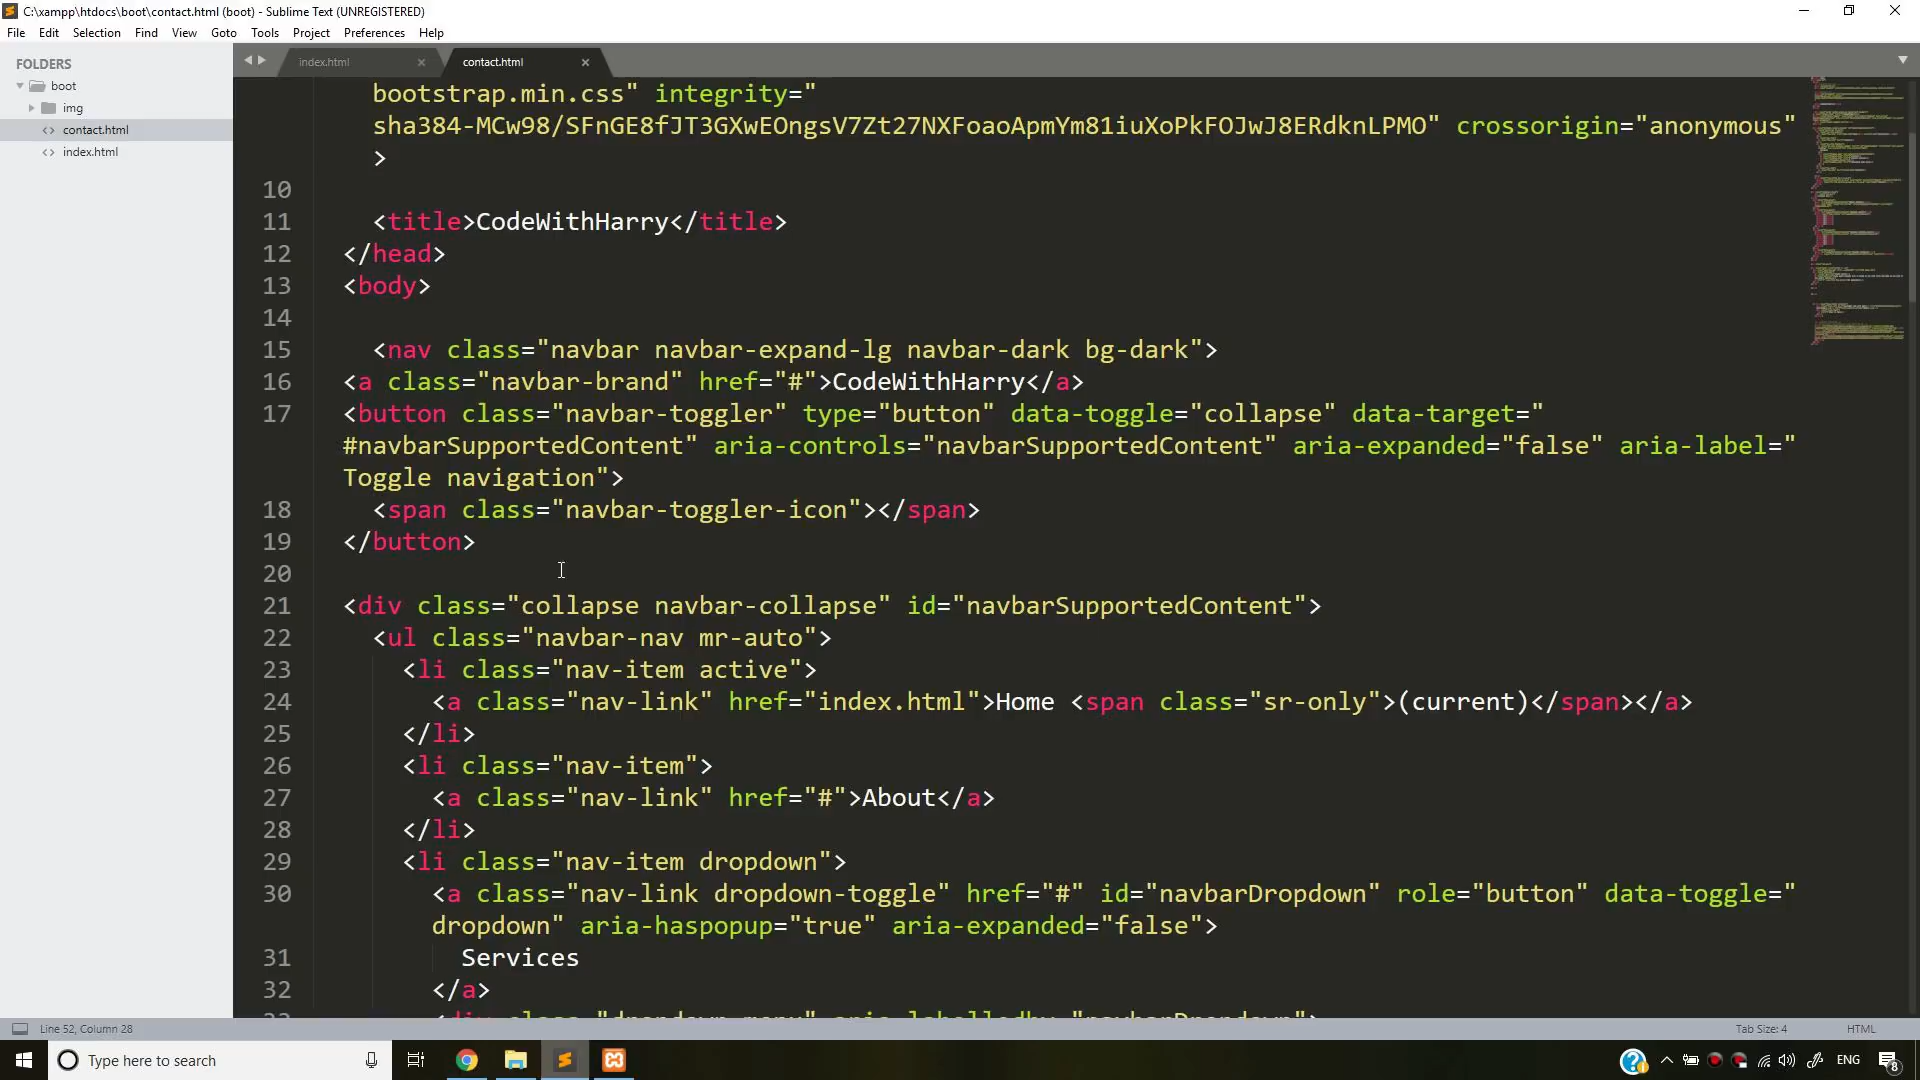 C:\xampp\htdocs\boot\contact.html (boot) - Sublime Text (UNREGISTERED)
File Edit Selection Find View Goto Tools Project Preferences Help
FOLDERS
boot
img
contact.html
index.html
index.html
contact.html
bootstrap.min.css" integrity="
sha384-MCw98/SFnGE8fJT3GXwEOngsV7Zt27NXFoaoApmYm81iuXoPkFOJwJ8ERdknLPMO" crossorigin="anonymous"
>
10
11 <title>CodeWithHarry</title>
12 </head>
13 <body>
14
15 <nav class="navbar navbar-expand-lg navbar-dark bg-dark">
16 <a class="navbar-brand" href="#">CodeWithHarry</a>
17 <button class="navbar-toggler" type="button" data-toggle="collapse" data-target="
#navbarSupportedContent" aria-controls="navbarSupportedContent" aria-expanded="false" aria-label="
Toggle navigation">
18 <span class="navbar-toggler-icon"></span>
19 </button>
20
21 <div class="collapse navbar-collapse" id="navbarSupportedContent">
22 <ul class="navbar-nav mr-auto">
23 <li class="nav-item active">
24 <a class="nav-link" href="index.html">Home <span class="sr-only">(current)</span></a>
25 </li>
26 <li class="nav-item">
27 <a class="nav-link" href="#">About</a>
28 </li>
29 <li class="nav-item dropdown">
30 <a class="nav-link dropdown-toggle" href="#" id="navbarDropdown" role="button" data-toggle="
dropdown" aria-haspopup="true" aria-expanded="false">
31 Services
32 </a>
Line 52, Column 28
Tab Size: 4
HTML
Type here to search
ENG
8